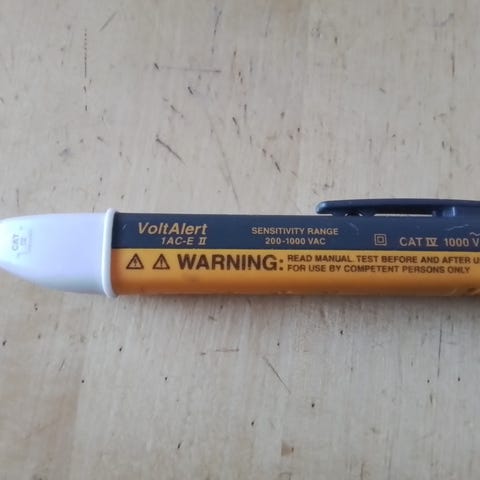 VoltAlert
1AC-E II
SENSITIVITY RANGE
200-1000 VAC
CAT IV 1000 V
WARNING:
READ MANUAL. TEST BEFORE AND AFTER U
FOR USE BY COMPETENT PERSONS ONLY
CAT